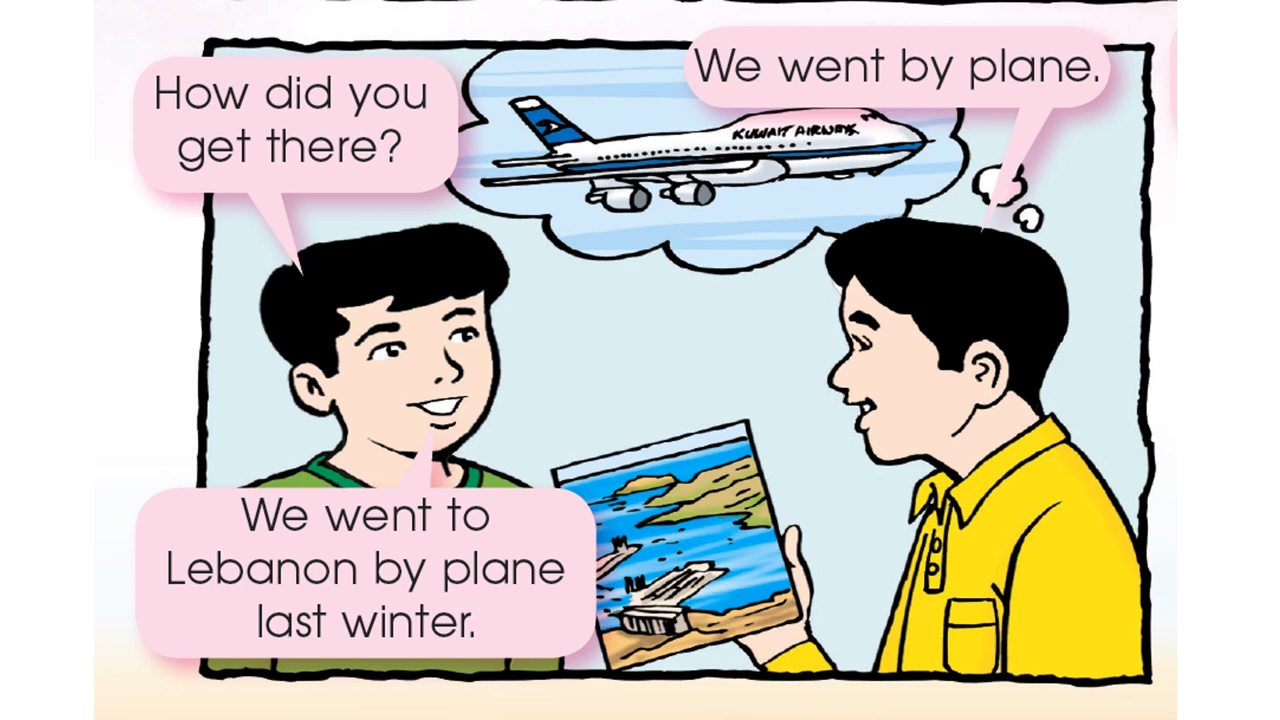 How did you
get there?
We went by plane.
KUWAIT AIRWAYS
We went to
Lebanon by plane
last winter.